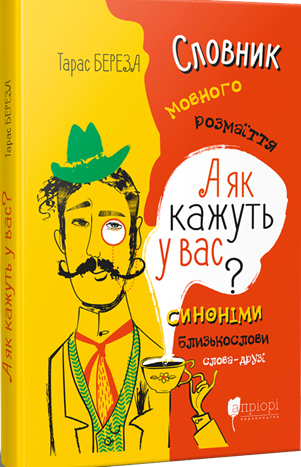 Тарас БЕРЕЗА
А як кажуть у вас?
Тарас БЕРЕЗА
Словник
мовного
розмаїття
А як
кажуть
у вас
?
синоніми
близькослови
слова-друзі
апріорі